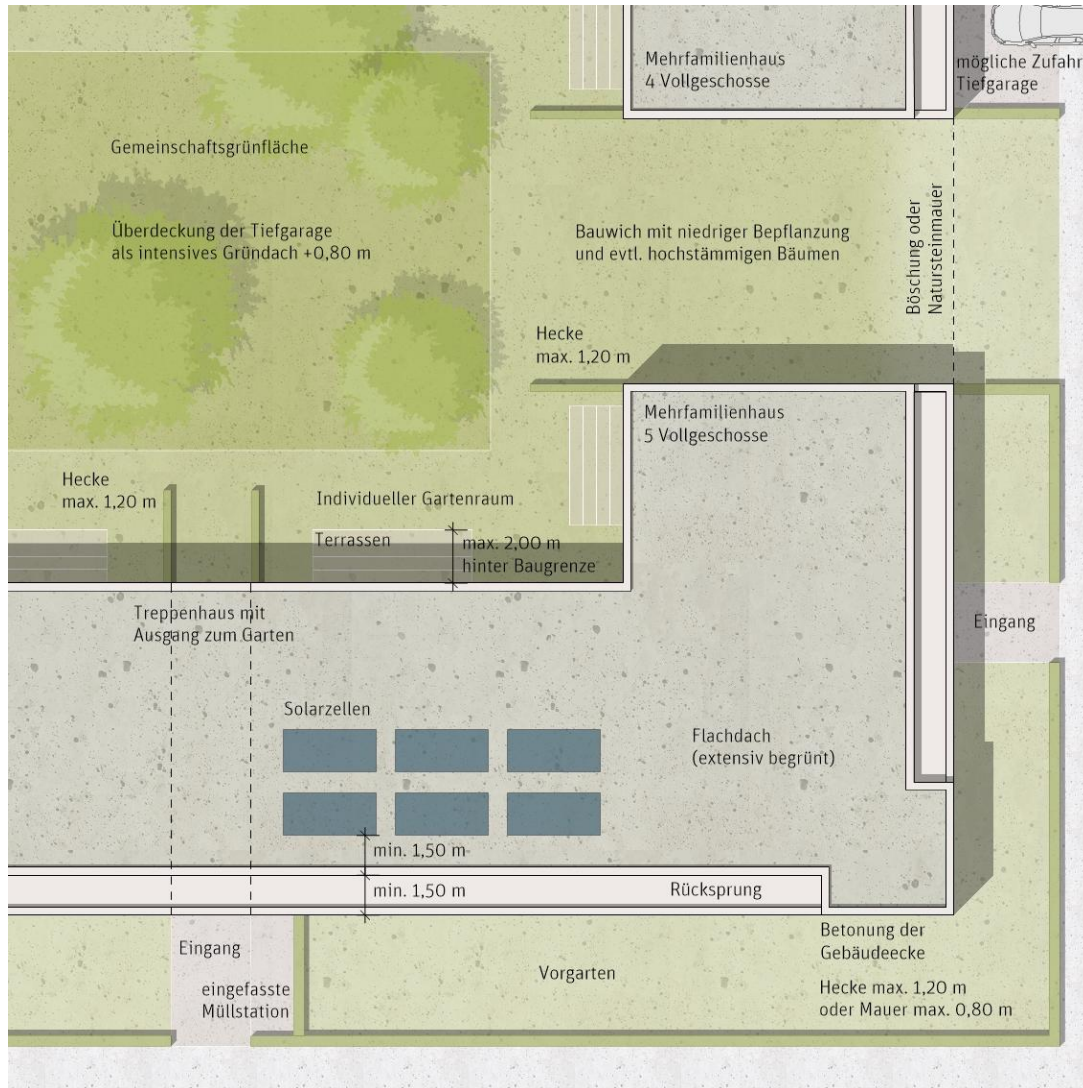 Mehrfamilienhaus
4 Vollgeschosse
mögliche Zufahr
Tiefgarage
Gemeinschaftsgrünfläche
Überdeckung der Tiefgarage
als intensives Gründach +0,80 m
Bauwich mit niedriger Bepflanzung
und evtl. hochstämmigen Bäumen
Böschung oder
Natursteinmauer
Hecke
max. 1,20 m
Mehrfamilienhaus
5 Vollgeschosse
Hecke
max. 1,20 m
Individueller Gartenraum
Terrassen
max. 2,00 m
hinter Baugrenze
Treppenhaus mit
Ausgang zum Garten
Eingang
Solarzellen
Flachdach
(extensiv begrünt)
min. 1,50 m
min. 1,50 m
Rücksprung
Eingang
eingefasste
Müllstation
Vorgarten
Betonung der
Gebäudeecke
Hecke max. 1,20 m
oder Mauer max. 0,80 m